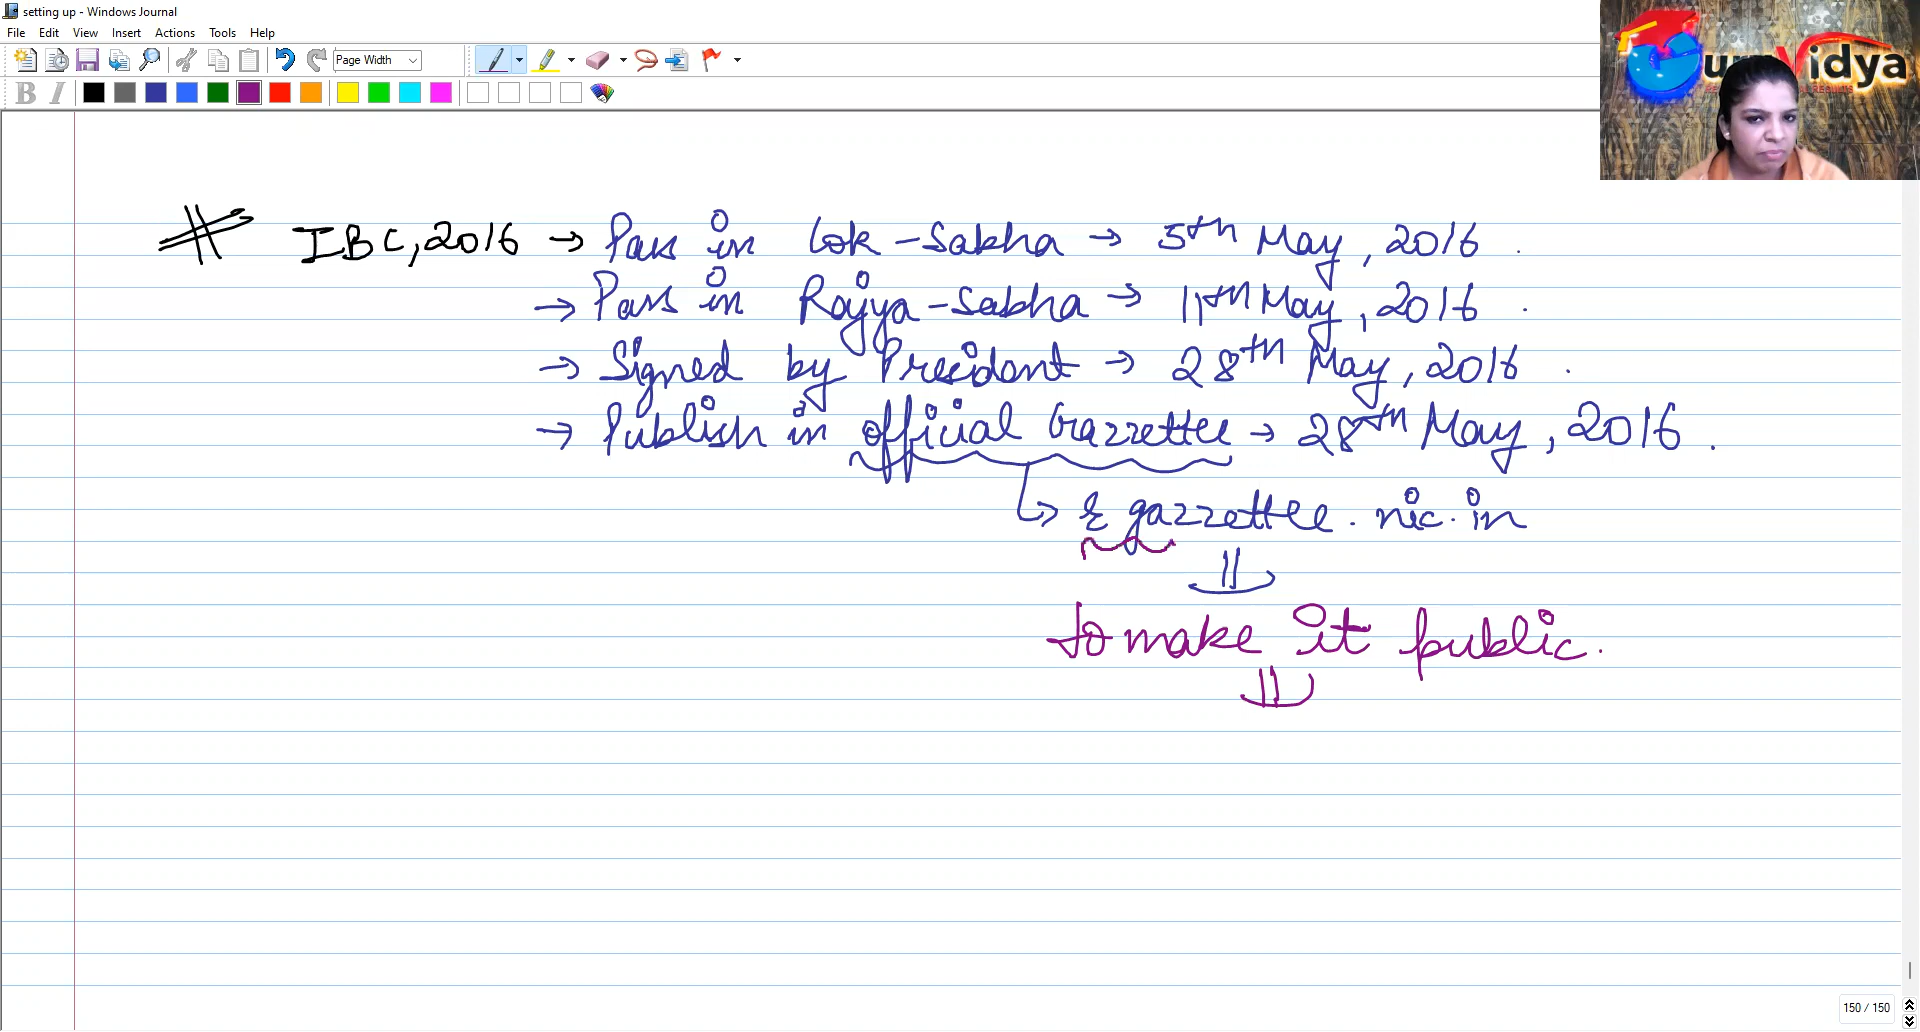 setting up - Windows Journal
File Edit View Insert Actions Tools Help
Page Width
B I
Vidya
# IBC, 2016 → Pass in Lok-Sabha → 5th May, 2016.
→ Pass in Rajya-Sabha → 11th May, 2016.
→ Signed by President → 28th May, 2016.
→ Publish in official Gazzettee → 28th May, 2016.
↳ egazzettee.nic.in
⇓
to make it public.
⇓
150 / 150